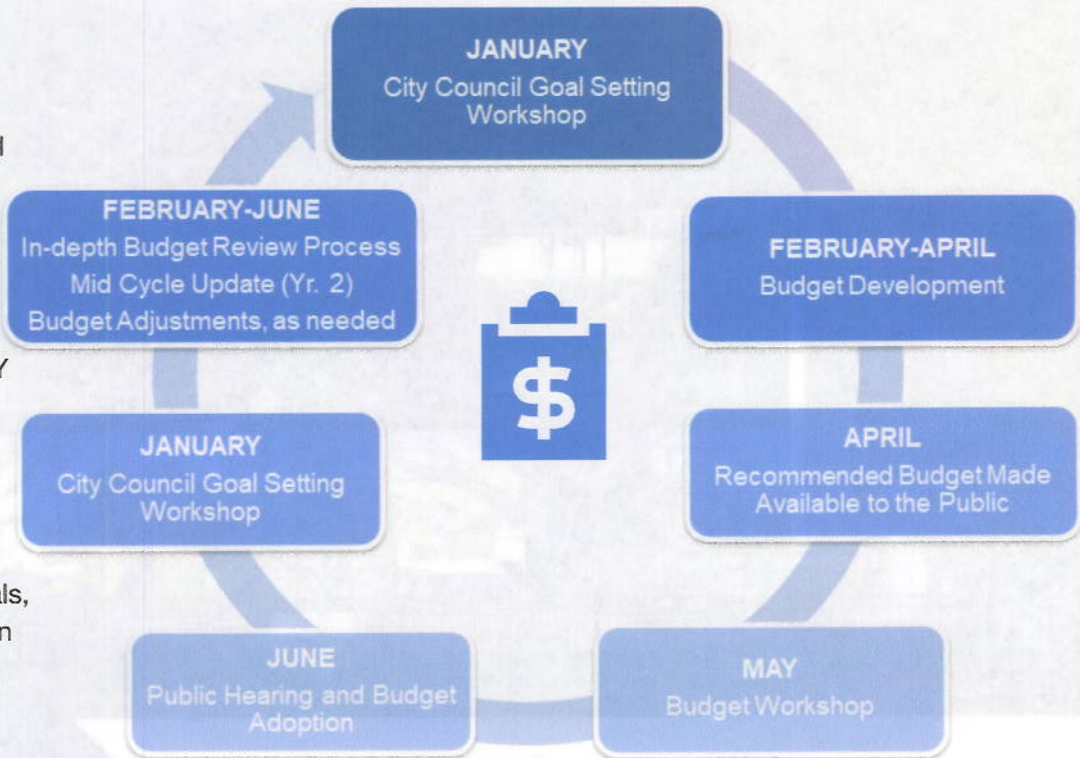 JANUARY
City Council Goal Setting
Workshop
FEBRUARY-APRIL
Budget Development
APRIL
Recommended Budget Made
Available to the Public
MAY
Budget Workshop
JUNE
Public Hearing and Budget
Adoption
JANUARY
City Council Goal Setting
Workshop
FEBRUARY-JUNE
In-depth Budget Review Process
Mid Cycle Update (Yr. 2)
Budget Adjustments, as needed
$
Y
als,
n